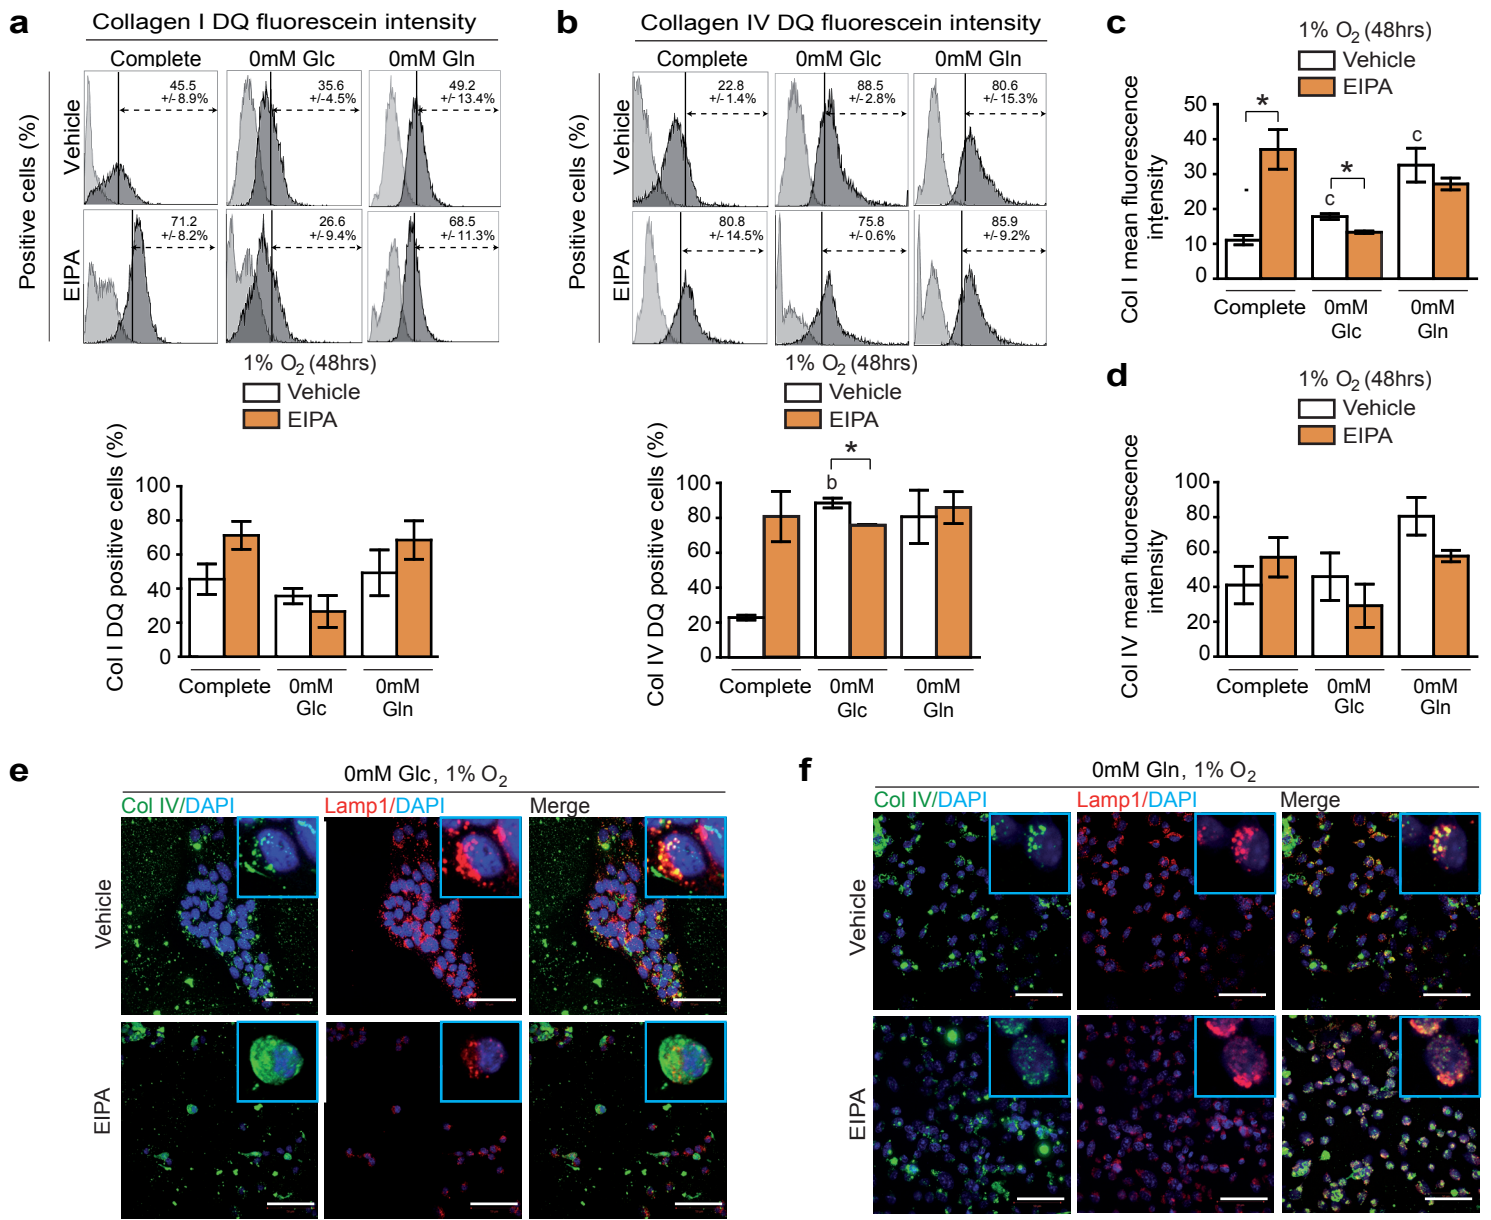 a
Collagen I DQ fluorescein intensity
Complete
0mM Glc
0mM Gln
Positive cells (%)
Vehicle
45.5
+/- 8.9%
35.6
+/-4.5%
49.2
+/- 13.4%
EIPA
71.2
+/- 8.2%
26.6
+/- 9.4%
68.5
+/- 11.3%
1% O2 (48hrs)
Vehicle
EIPA
Col I DQ positive cells (%)
100
80
60
40
20
0
Complete
0mM
Glc
0mM
Gln
b
Collagen IV DQ fluorescein intensity
Complete
0mM Glc
0mM Gln
Positive cells (%)
Vehicle
22.8
+/- 1.4%
88.5
+/-2.8%
80.6
+/- 15.3%
EIPA
80.8
+/- 14.5%
75.8
+/- 0.6%
85.9
+/- 9.2%
1% O2 (48hrs)
Vehicle
EIPA
Col IV DQ positive cells (%)
100
80
60
40
20
0
b
*
Complete
0mM
Glc
0mM
Gln
c
1% O2 (48hrs)
Vehicle
EIPA
Col I mean fluorescence
intensity
50
40
30
20
10
0
*
c
*
c
Complete
0mM
Glc
0mM
Gln
d
1% O2 (48hrs)
Vehicle
EIPA
Col IV mean fluorescence
intensity
100
80
60
40
20
0
Complete
0mM
Glc
0mM
Gln
e
0mM Glc, 1% O2
Col IV/DAPI
Lamp1/DAPI
Merge
Vehicle
EIPA
f
0mM Gln, 1% O2
Col IV/DAPI
Lamp1/DAPI
Merge
Vehicle
EIPA